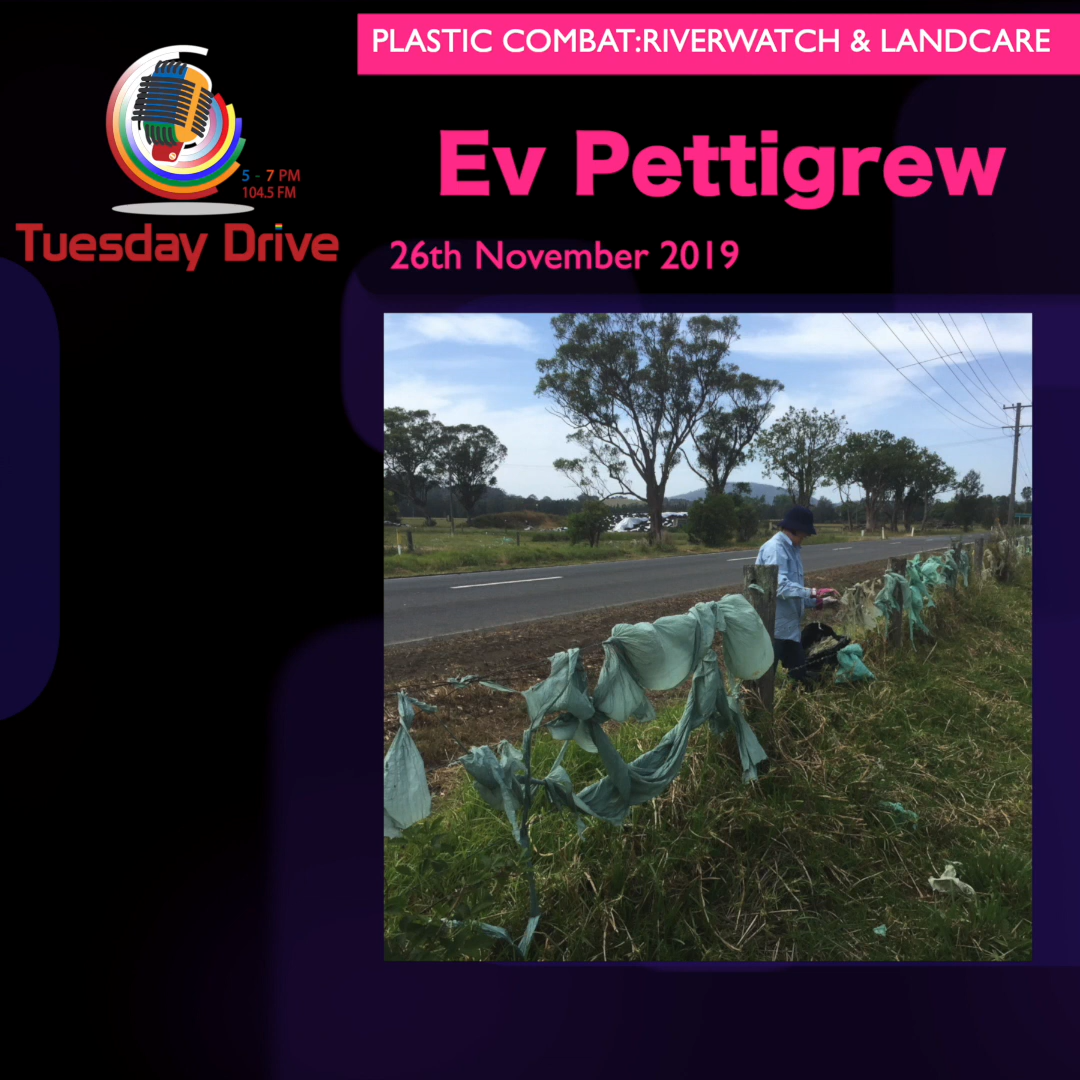 PLASTIC COMBAT:RIVERWATCH & LANDCARE
Ev Pettigrew
5 - 7 PM
104.5 FM
Tuesday Drive
26th November 2019